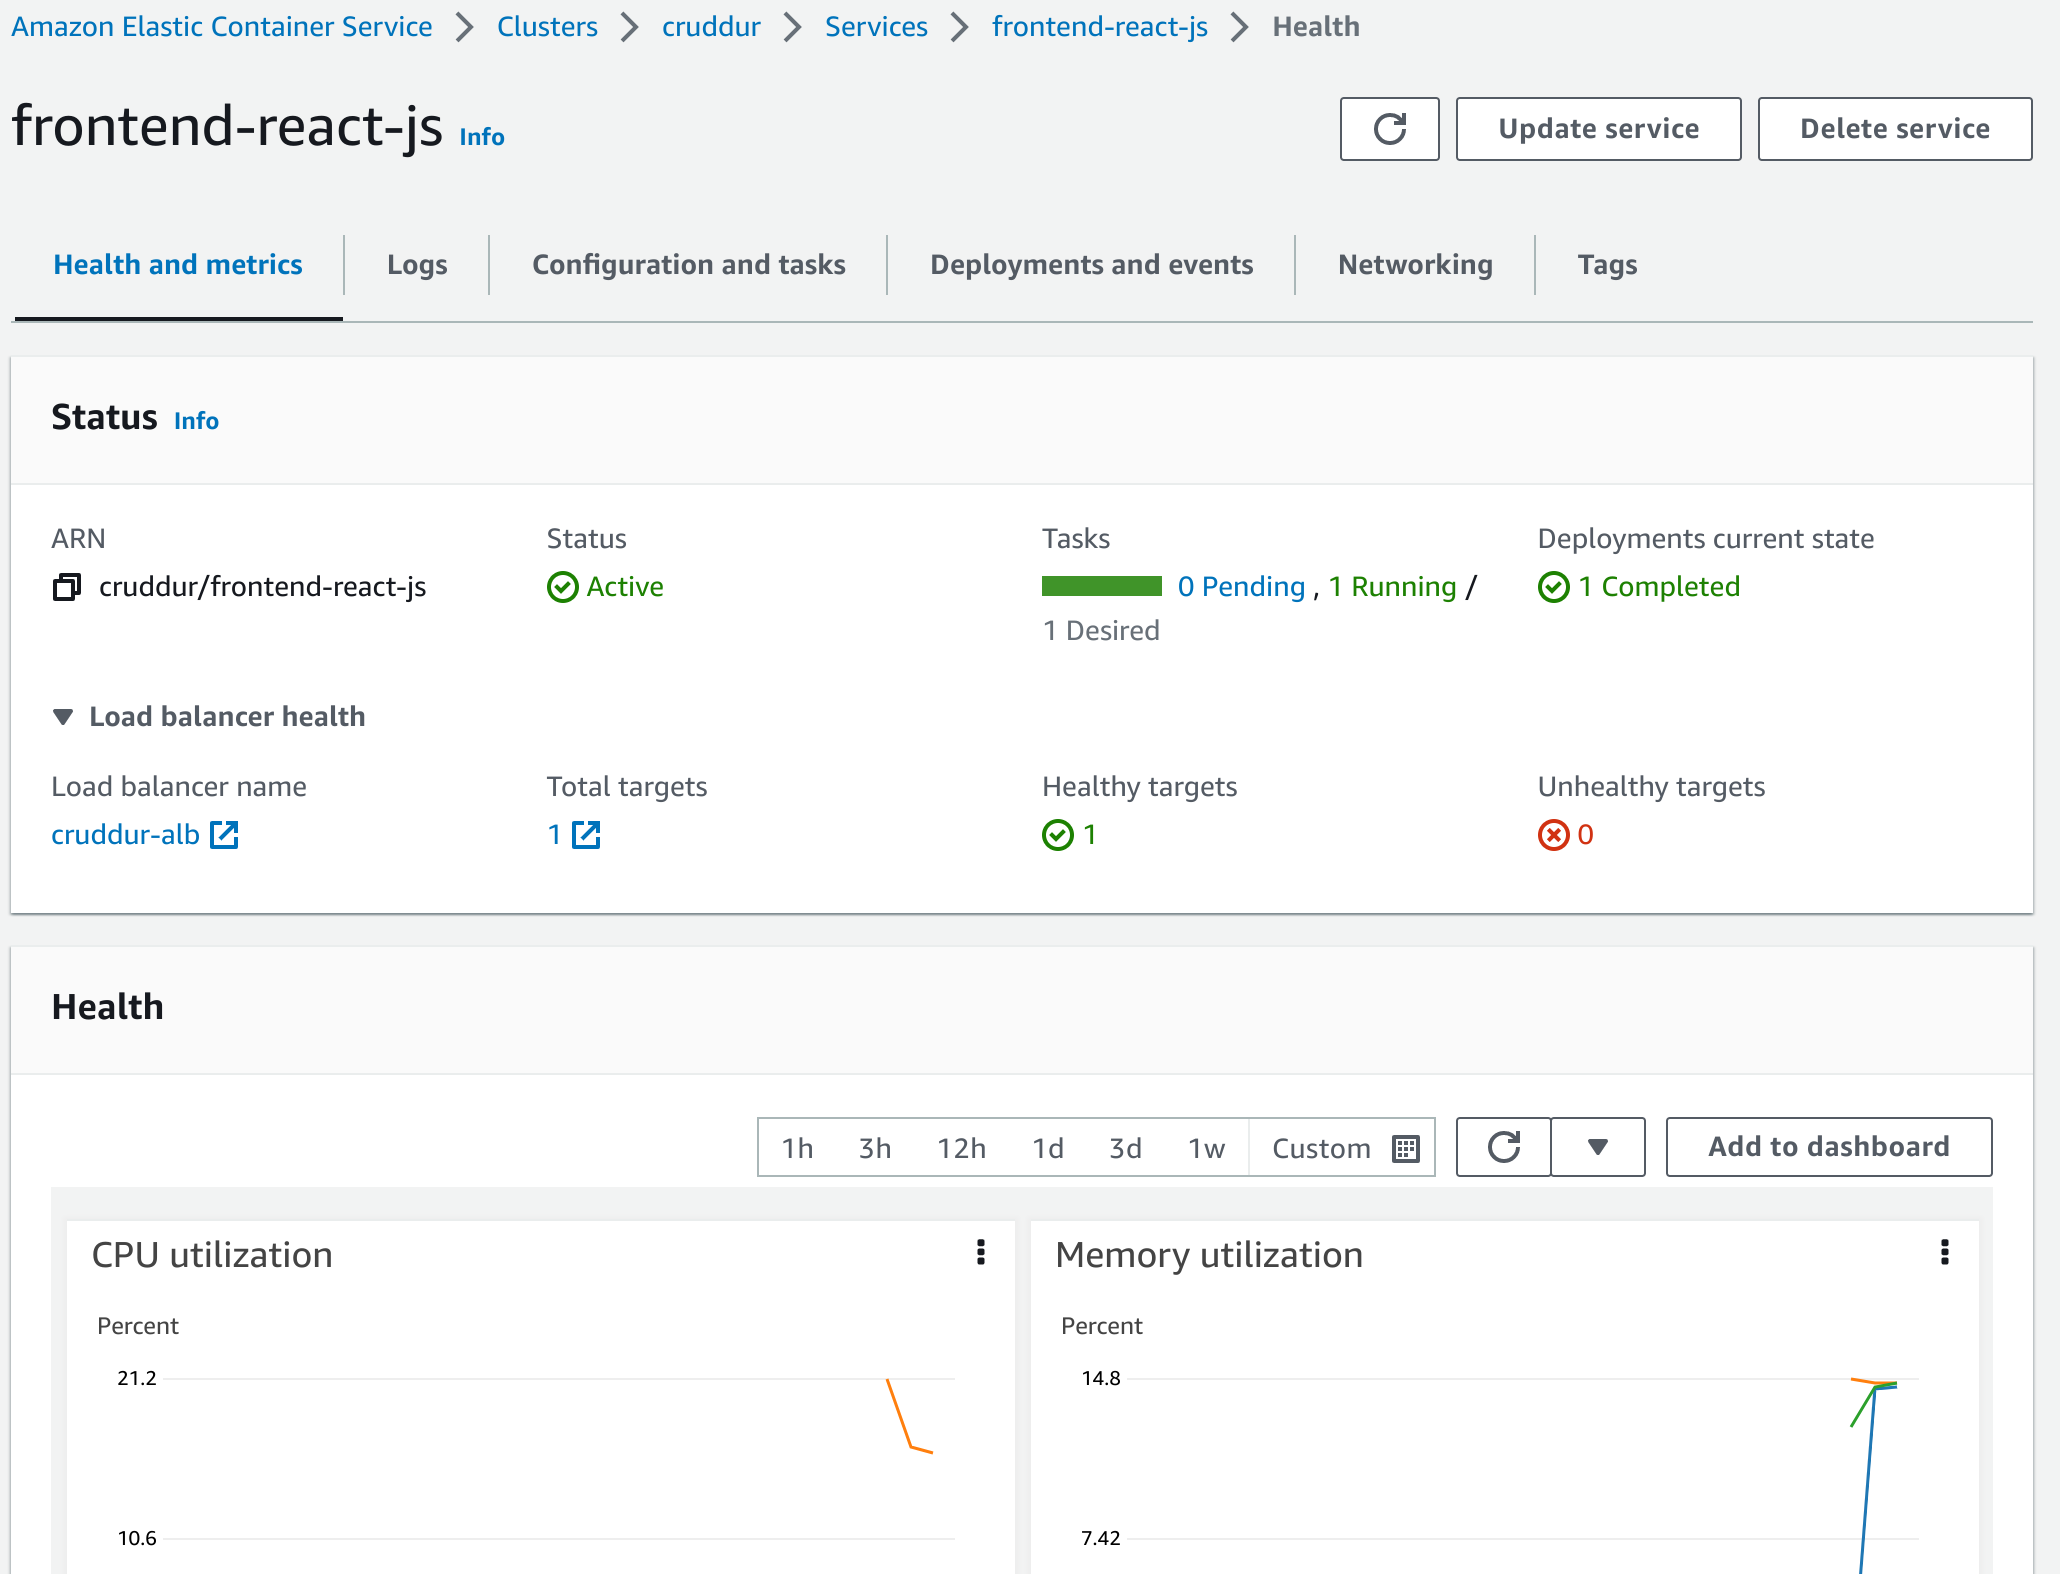 Amazon Elastic Container Service > Clusters > cruddur > Services > frontend-react-js > Health
frontend-react-js Info
Update service
Delete service
Health and metrics
Logs
Configuration and tasks
Deployments and events
Networking
Tags
Status Info
ARN
Status
Tasks
Deployments current state
cruddur/frontend-react-js
Active
0 Pending , 1 Running /
1 Completed
1 Desired
Load balancer health
Load balancer name
Total targets
Healthy targets
Unhealthy targets
cruddur-alb
1
1
0
Health
1h 3h 12h 1d 3d 1w Custom
Add to dashboard
CPU utilization
Percent
21.2
10.6
Memory utilization
Percent
14.8
7.42